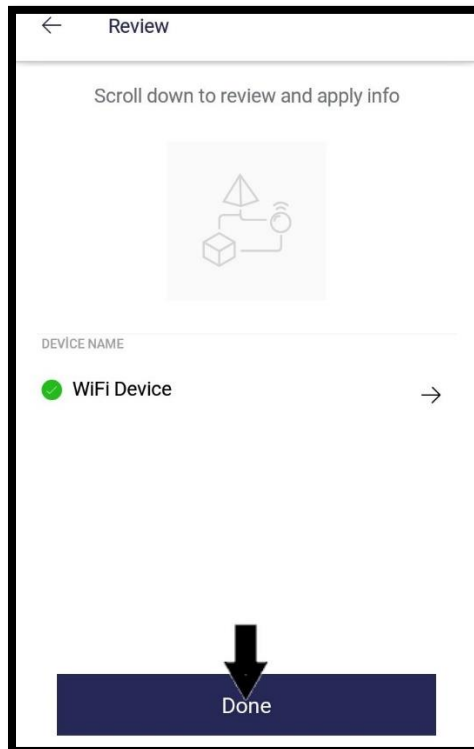 Review
Scroll down to review and apply info
DEVİCE NAME
WiFi Device
Done